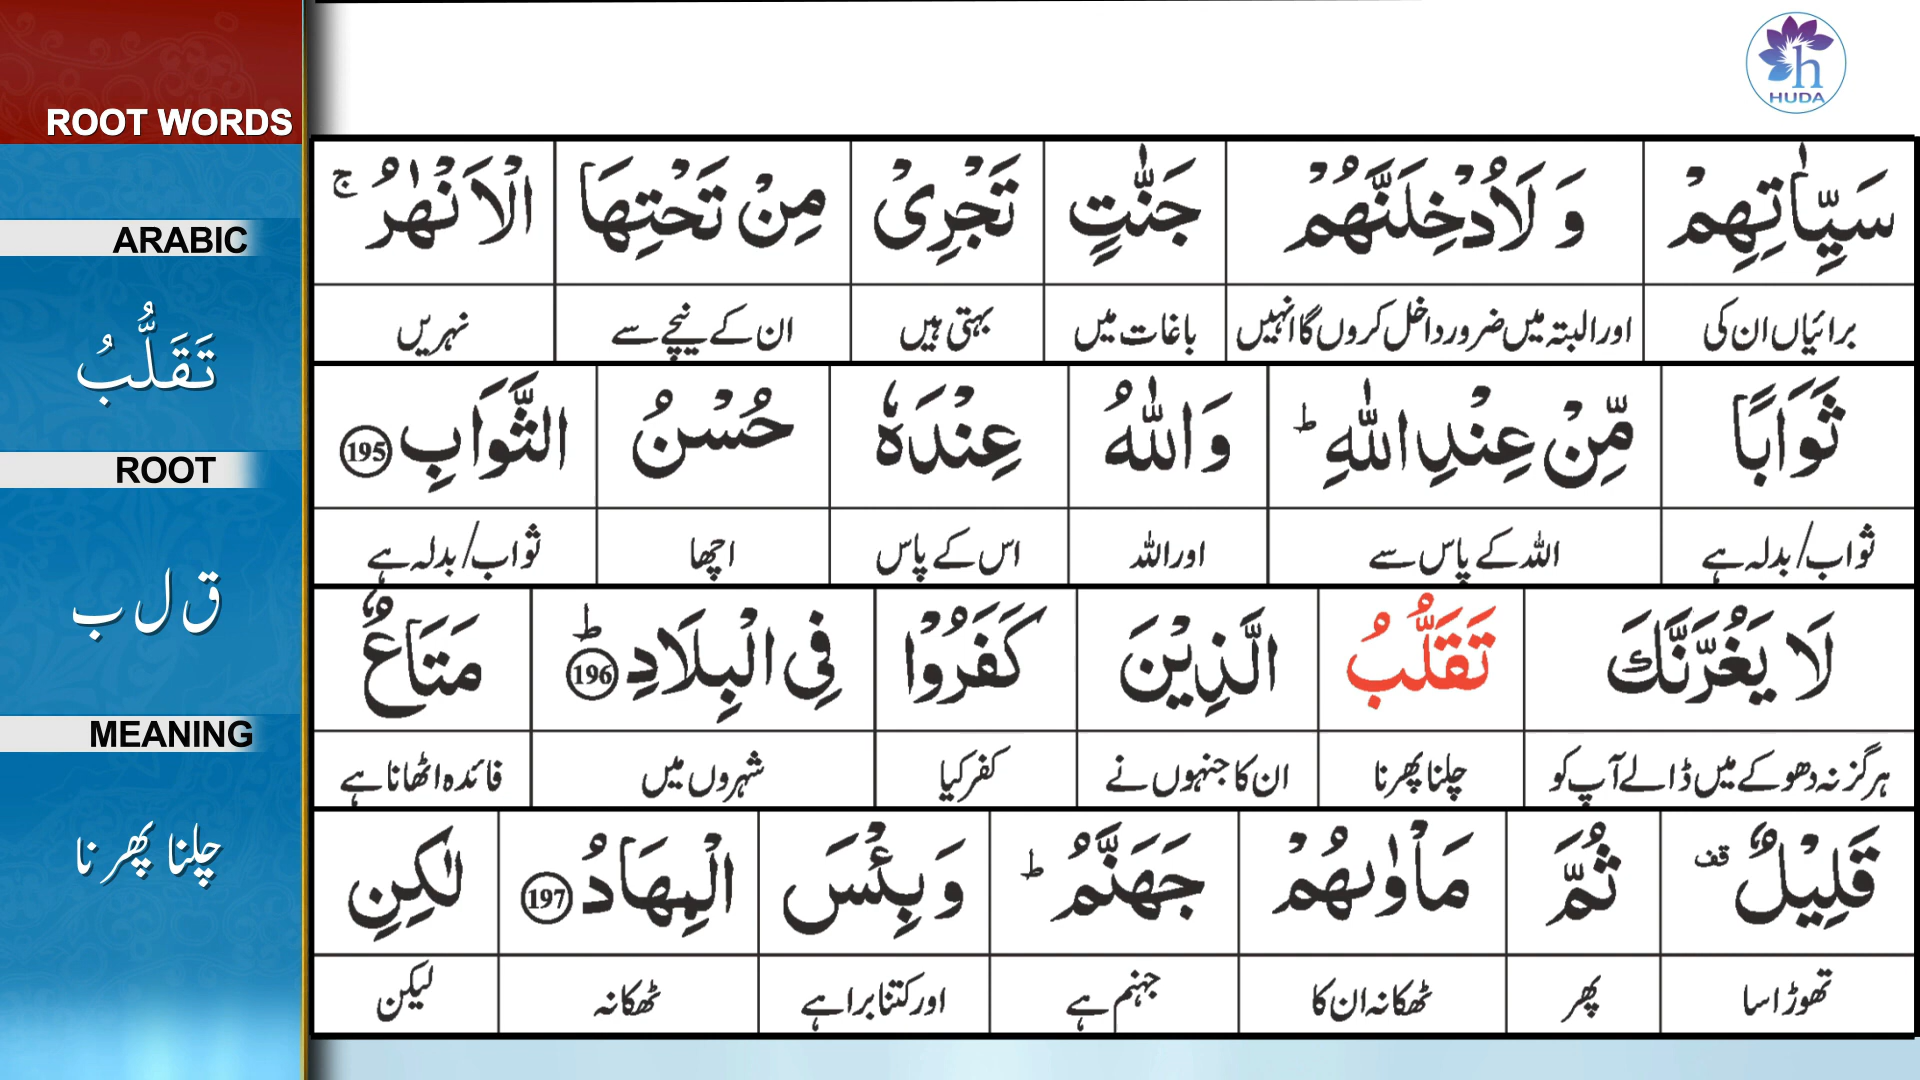 ROOT WORDS
ARABIC
تَقَلُّبُ
ROOT
ق ل ب
MEANING
چلنا پھرنا
h
HUDA
سَيِّاٰتِهِمْ وَ لَاُدْخِلَنَّهُمْ جَنّٰتٍ تَجْرِىْ مِنْ تَحْتِهَا الْاَنْهٰرُ ۚ
برائیاں ان کی اور البتہ میں ضرور داخل کروں گا انہیں باغات میں بہتی ہیں ان کے نیچے سے نہریں
ثَوَابًا مِّنْ عِنْدِ اللّٰهِ ؕ وَ اللّٰهُ عِنْدَهٗ حُسْنُ الثَّوَابِ 195
ثواب/بدلہ ہے اللہ کے پاس سے اور اللہ اس کے پاس اچھا ثواب/بدلہ ہے
لَا يَغُرَّنَّكَ تَقَلُّبُ الَّذِيْنَ كَفَرُوْا فِى الْبِلَادِ ؕ 196 مَتَاعٌ
ہرگز نہ دھوکے میں ڈالے آپ کو چلنا پھرنا ان کا جنہوں نے کفر کیا شہروں میں فائدہ اٹھانا ہے
قَلِيْلٌ قف ثُمَّ مَاْوٰىهُمْ جَهَنَّمُ ؕ وَ بِئْسَ الْمِهَادُ 197 لٰكِنِ
تھوڑا سا پھر ٹھکانہ ان کا جہنم ہے اور کتنا برا ہے ٹھکانہ لیکن